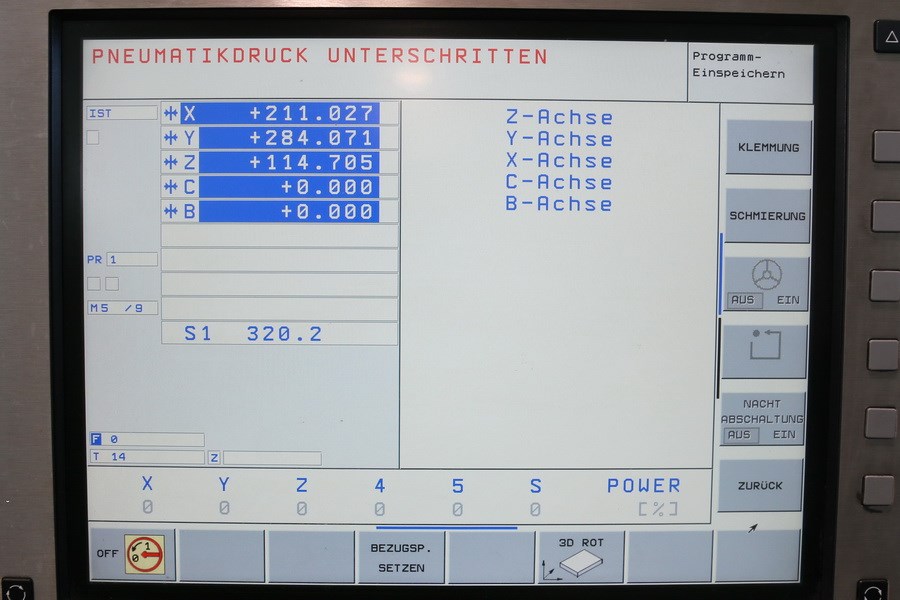 PNEUMATIKDRUCK UNTERSCHRITTEN
Programm-
Einspeichern
IST
X +211.027
Y +284.071
Z +114.705
C +0.000
B +0.000
Z-Achse
Y-Achse
X-Achse
C-Achse
B-Achse
PR 1
M5 /9
S1 320.2
F 0
T 14 Z
X Y Z 4 5 S POWER
0 0 0 0 0 0 [%]
KLEMMUNG
SCHMIERUNG
AUS EIN
NACHT
ABSCHALTUNG
AUS EIN
ZURÜCK
OFF 1
0
BEZUGSP.
SETZEN
3D ROT